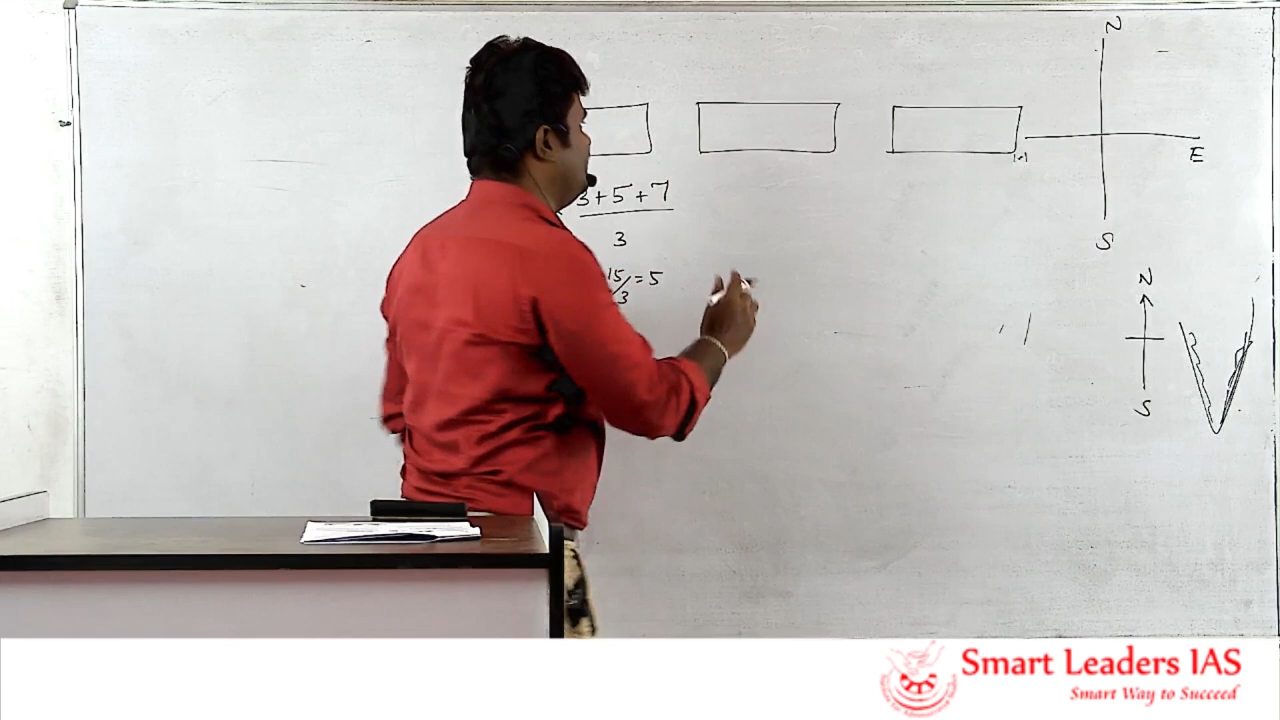 N
E
S
3+5+7
3
15/3 = 5
N
S
Smart Leaders IAS
Smart Way to Succeed